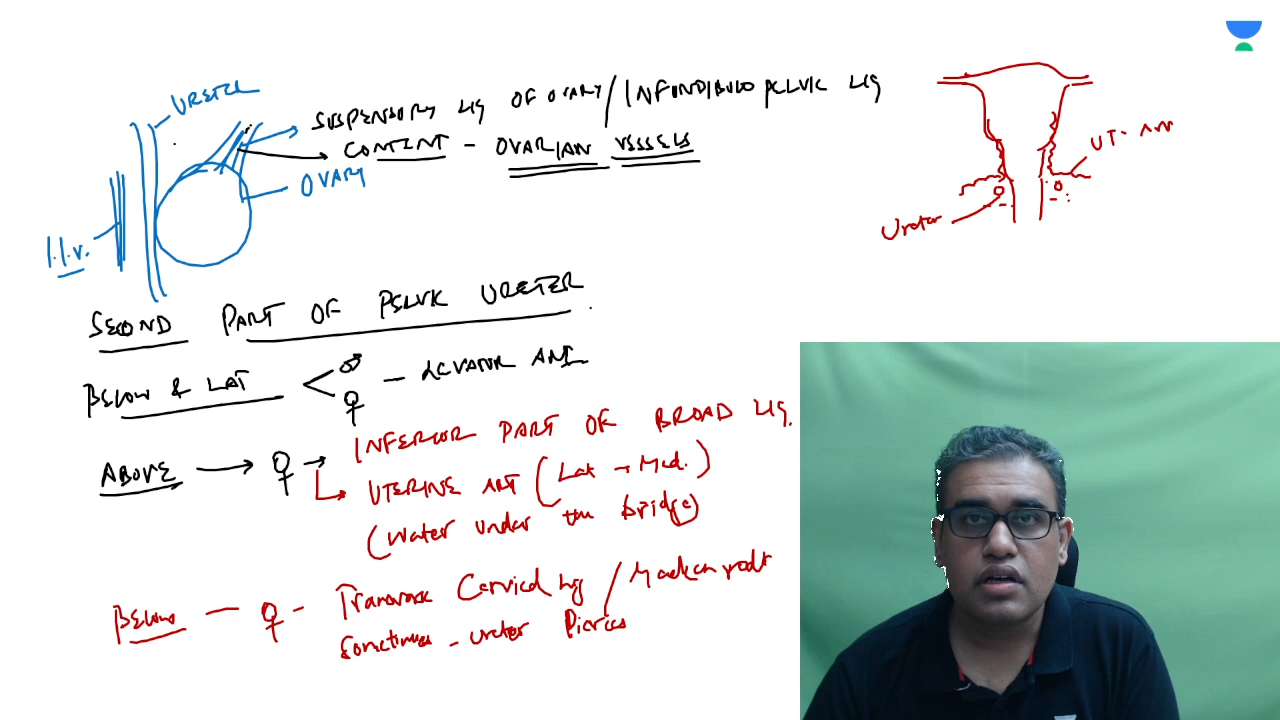 URETER
SUSPENSORY LIG OF OVARY / INFUNDIBULO PELVIC LIG
CONTENT - OVARIAN VESSELS
OVARY
I.I.V.
UT. Art
Ureter
SECOND PART OF PELVIC URETER
BELOW & LAT < ♂
♀ - LEVATOR ANI
ABOVE → ♀ → INFERIOR PART OF BROAD LIG.
UTERINE ART (Lat → Med.)
(Water under the bridge)
BELOW - ♀ - Transverse Cervical lig / Mackenrodt
Sometimes - ureter Pierces